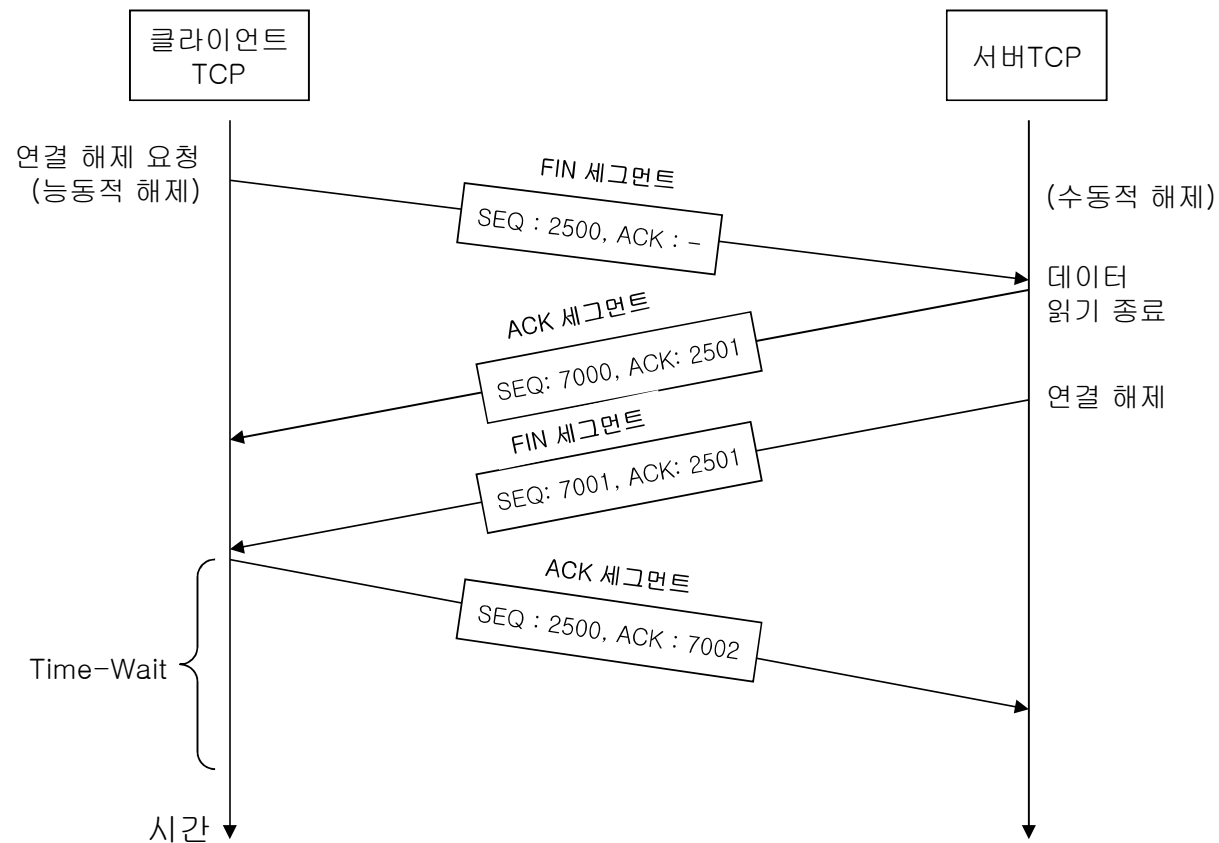 클라이언트
TCP
서버TCP
연결 해제 요청
(능동적 해제)
FIN 세그먼트
SEQ : 2500, ACK : -
(수동적 해제)
데이터
읽기 종료
ACK 세그먼트
SEQ: 7000, ACK: 2501
연결 해제
FIN 세그먼트
SEQ: 7001, ACK: 2501
ACK 세그먼트
SEQ : 2500, ACK : 7002
Time-Wait
시간